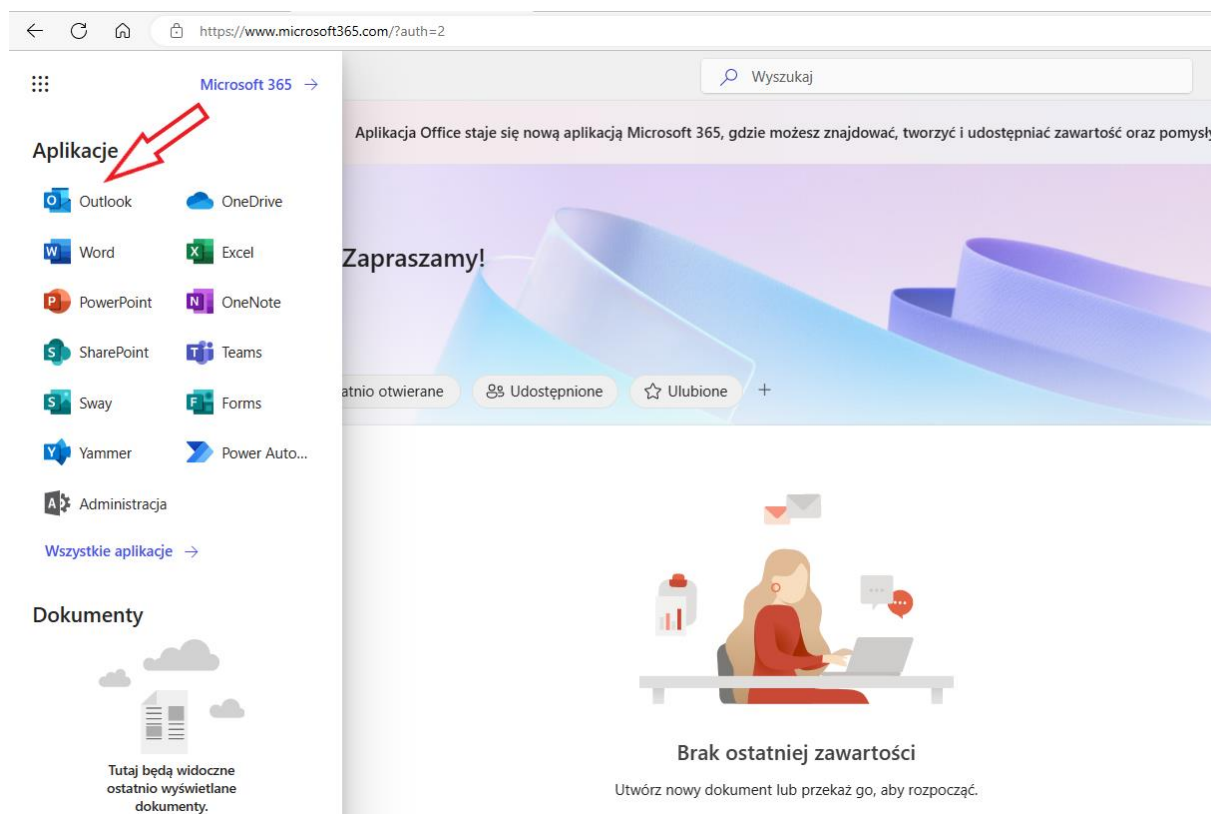 https://www.microsoft365.com/?auth=2
Microsoft 365 →
Wyszukaj
Aplikacja Office staje się nową aplikacją Microsoft 365, gdzie możesz znajdować, tworzyć i udostępniać zawartość oraz pomysły
Aplikacje
Outlook
OneDrive
Word
Excel
PowerPoint
OneNote
SharePoint
Teams
Sway
Forms
Yammer
Power Auto...
Administracja
Wszystkie aplikacje →
Zapraszamy!
atnio otwierane
Udostępnione
Ulubione
+
Dokumenty
Tutaj będą widoczne
ostatnio wyświetlane
dokumenty.
Brak ostatniej zawartości
Utwórz nowy dokument lub przekaż go, aby rozpocząć.